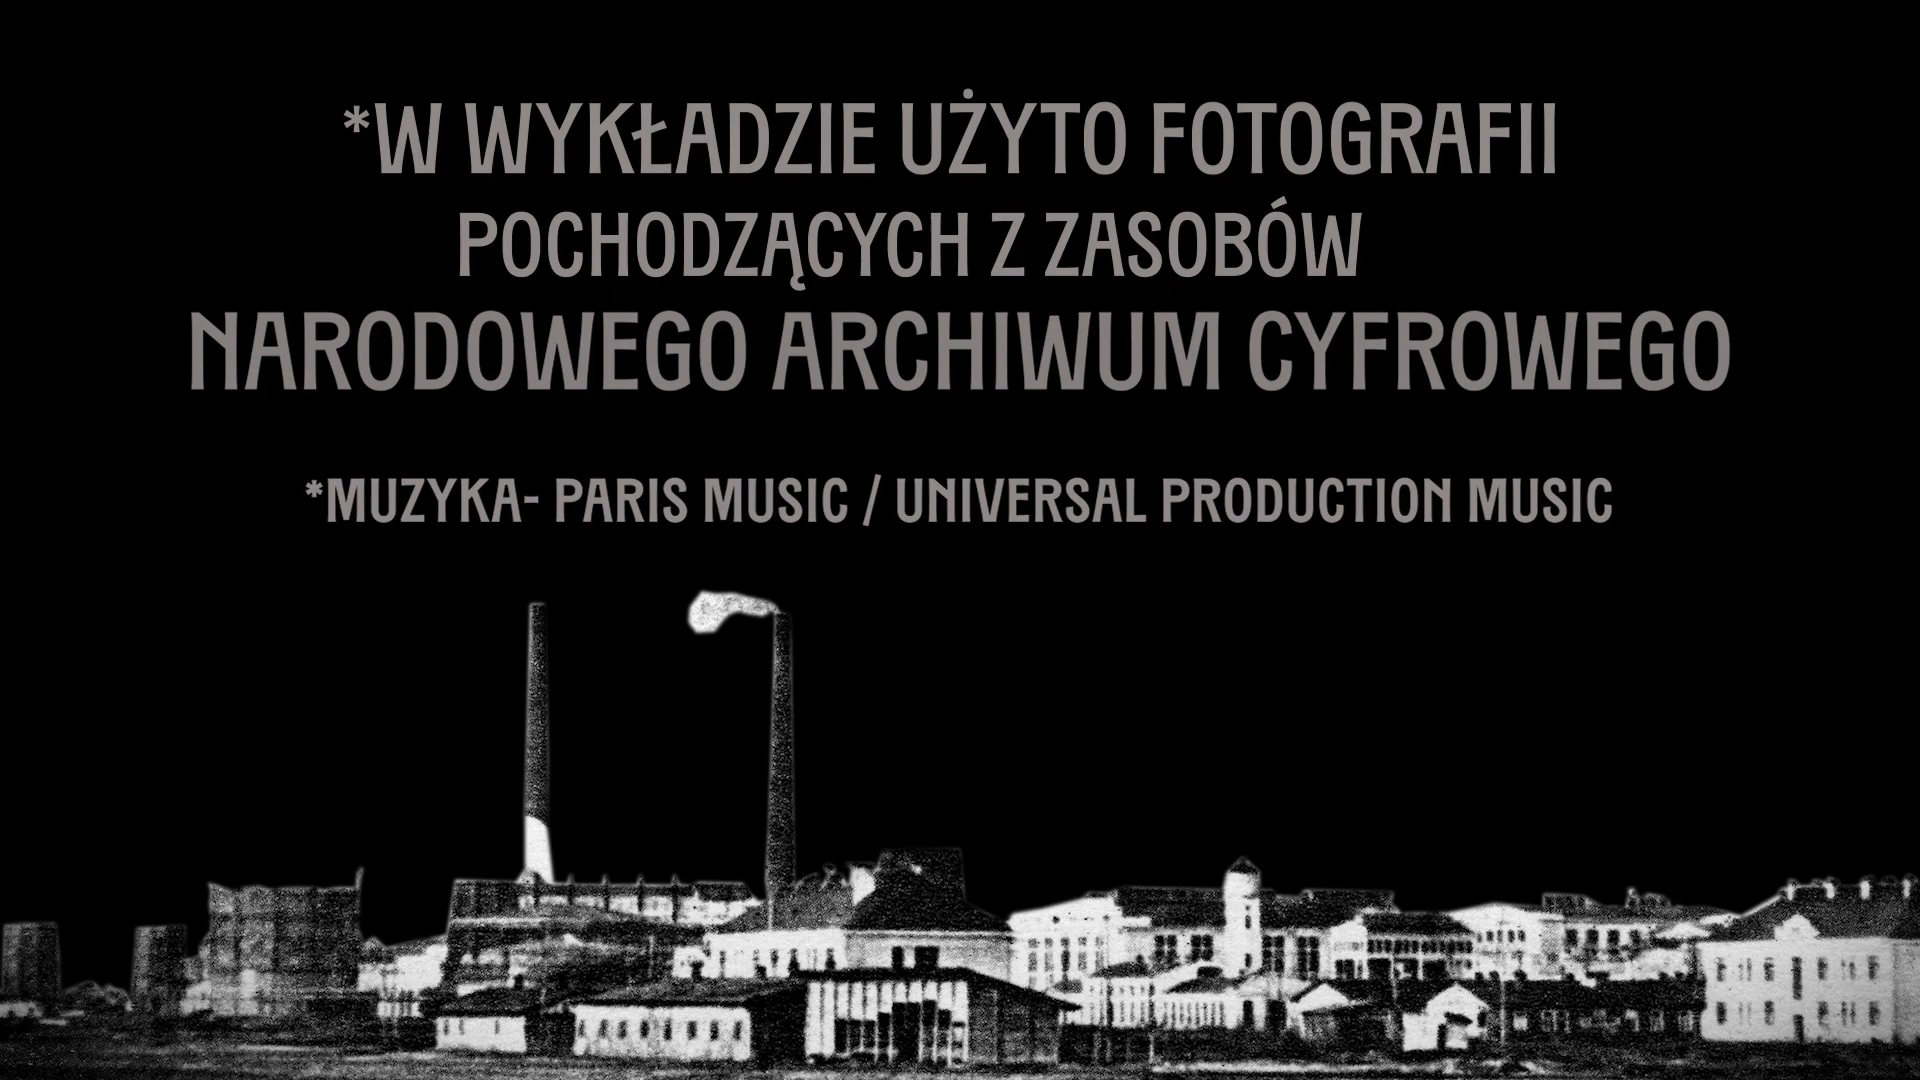 *W WYKŁADZIE UŻYTO FOTOGRAFII
POCHODZĄCYCH Z ZASOBÓW
NARODOWEGO ARCHIWUM CYFROWEGO
*MUZYKA- PARIS MUSIC / UNIVERSAL PRODUCTION MUSIC